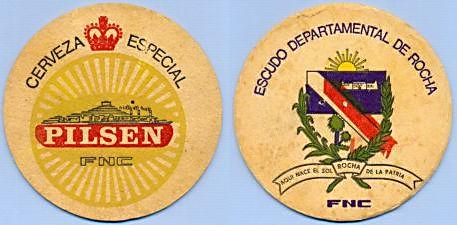 CERVEZA ESPECIAL
PILSEN
FNC
ESCUDO DEPARTAMENTAL DE ROCHA
AQUI NACE EL SOL ROCHA DE LA PATRIA
FNC